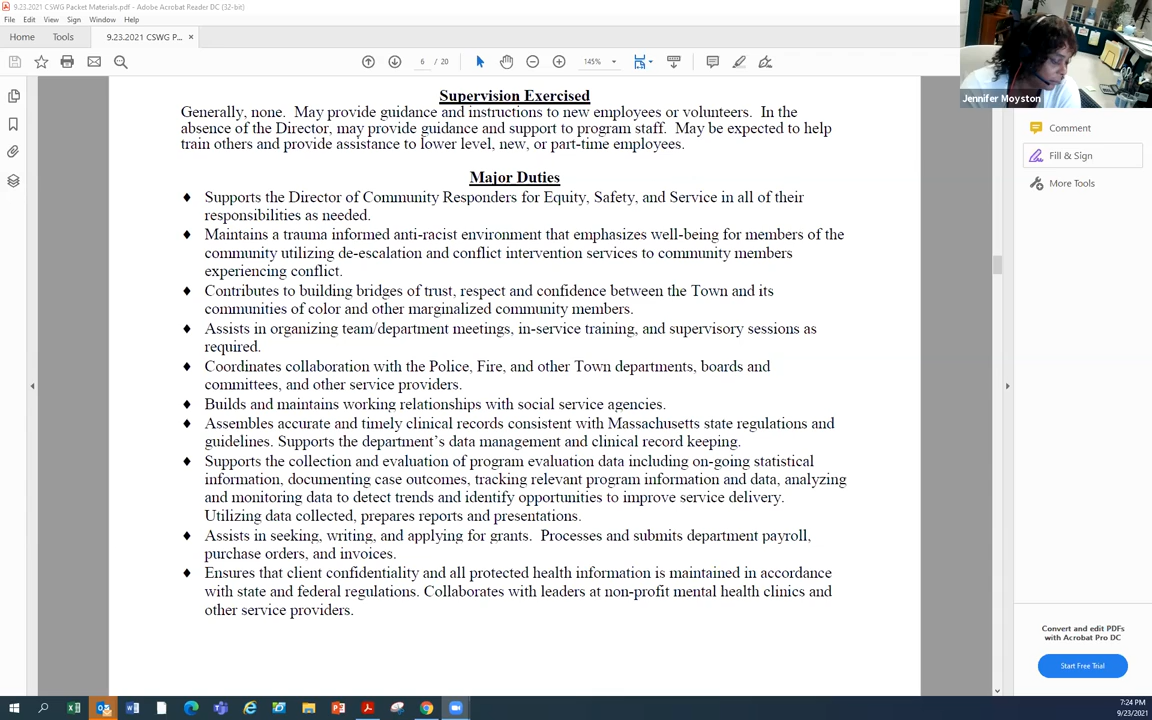 9.23.2021 CSWG Packet Materials.pdf - Adobe Acrobat Reader DC (32-bit)
File Edit View Sign Window Help
Home Tools 9.23.2021 CSWG P... ×
6 / 20 145%
Jennifer Moyston
Comment
Fill & Sign
More Tools
Supervision Exercised
Generally, none. May provide guidance and instructions to new employees or volunteers. In the
absence of the Director, may provide guidance and support to program staff. May be expected to help
train others and provide assistance to lower level, new, or part-time employees.
Major Duties
♦ Supports the Director of Community Responders for Equity, Safety, and Service in all of their
responsibilities as needed.
♦ Maintains a trauma informed anti-racist environment that emphasizes well-being for members of the
community utilizing de-escalation and conflict intervention services to community members
experiencing conflict.
♦ Contributes to building bridges of trust, respect and confidence between the Town and its
communities of color and other marginalized community members.
♦ Assists in organizing team/department meetings, in-service training, and supervisory sessions as
required.
♦ Coordinates collaboration with the Police, Fire, and other Town departments, boards and
committees, and other service providers.
♦ Builds and maintains working relationships with social service agencies.
♦ Assembles accurate and timely clinical records consistent with Massachusetts state regulations and
guidelines. Supports the department's data management and clinical record keeping.
♦ Supports the collection and evaluation of program evaluation data including on-going statistical
information, documenting case outcomes, tracking relevant program information and data, analyzing
and monitoring data to detect trends and identify opportunities to improve service delivery.
Utilizing data collected, prepares reports and presentations.
♦ Assists in seeking, writing, and applying for grants. Processes and submits department payroll,
purchase orders, and invoices.
♦ Ensures that client confidentiality and all protected health information is maintained in accordance
with state and federal regulations. Collaborates with leaders at non-profit mental health clinics and
other service providers.
Convert and edit PDFs
with Acrobat Pro DC
Start Free Trial
7:24 PM
9/23/2021